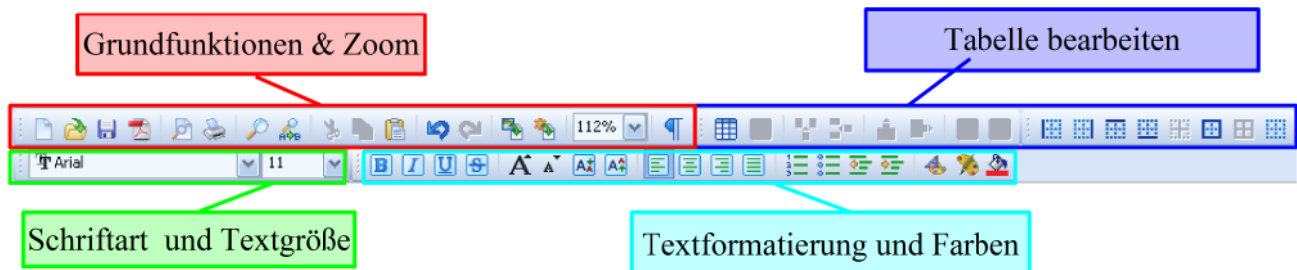 Grundfunktionen & Zoom
Tabelle bearbeiten
112%
Arial
11
Schriftart und Textgröße
Textformatierung und Farben